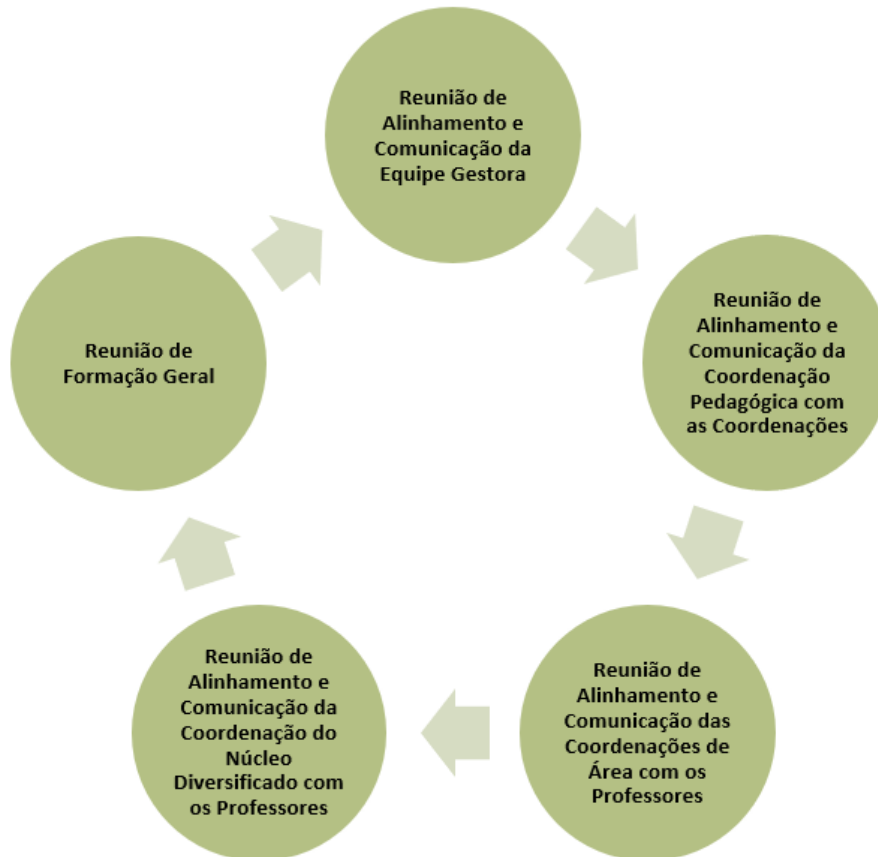 Reunião de
Alinhamento e
Comunicação da
Equipe Gestora
Reunião de
Alinhamento e
Comunicação da
Coordenação
Pedagógica com
as Coordenações
Reunião de
Alinhamento e
Comunicação das
Coordenações de
Área com os
Professores
Reunião de
Alinhamento e
Comunicação da
Coordenação do
Núcleo
Diversificado com
os Professores
Reunião de
Formação Geral